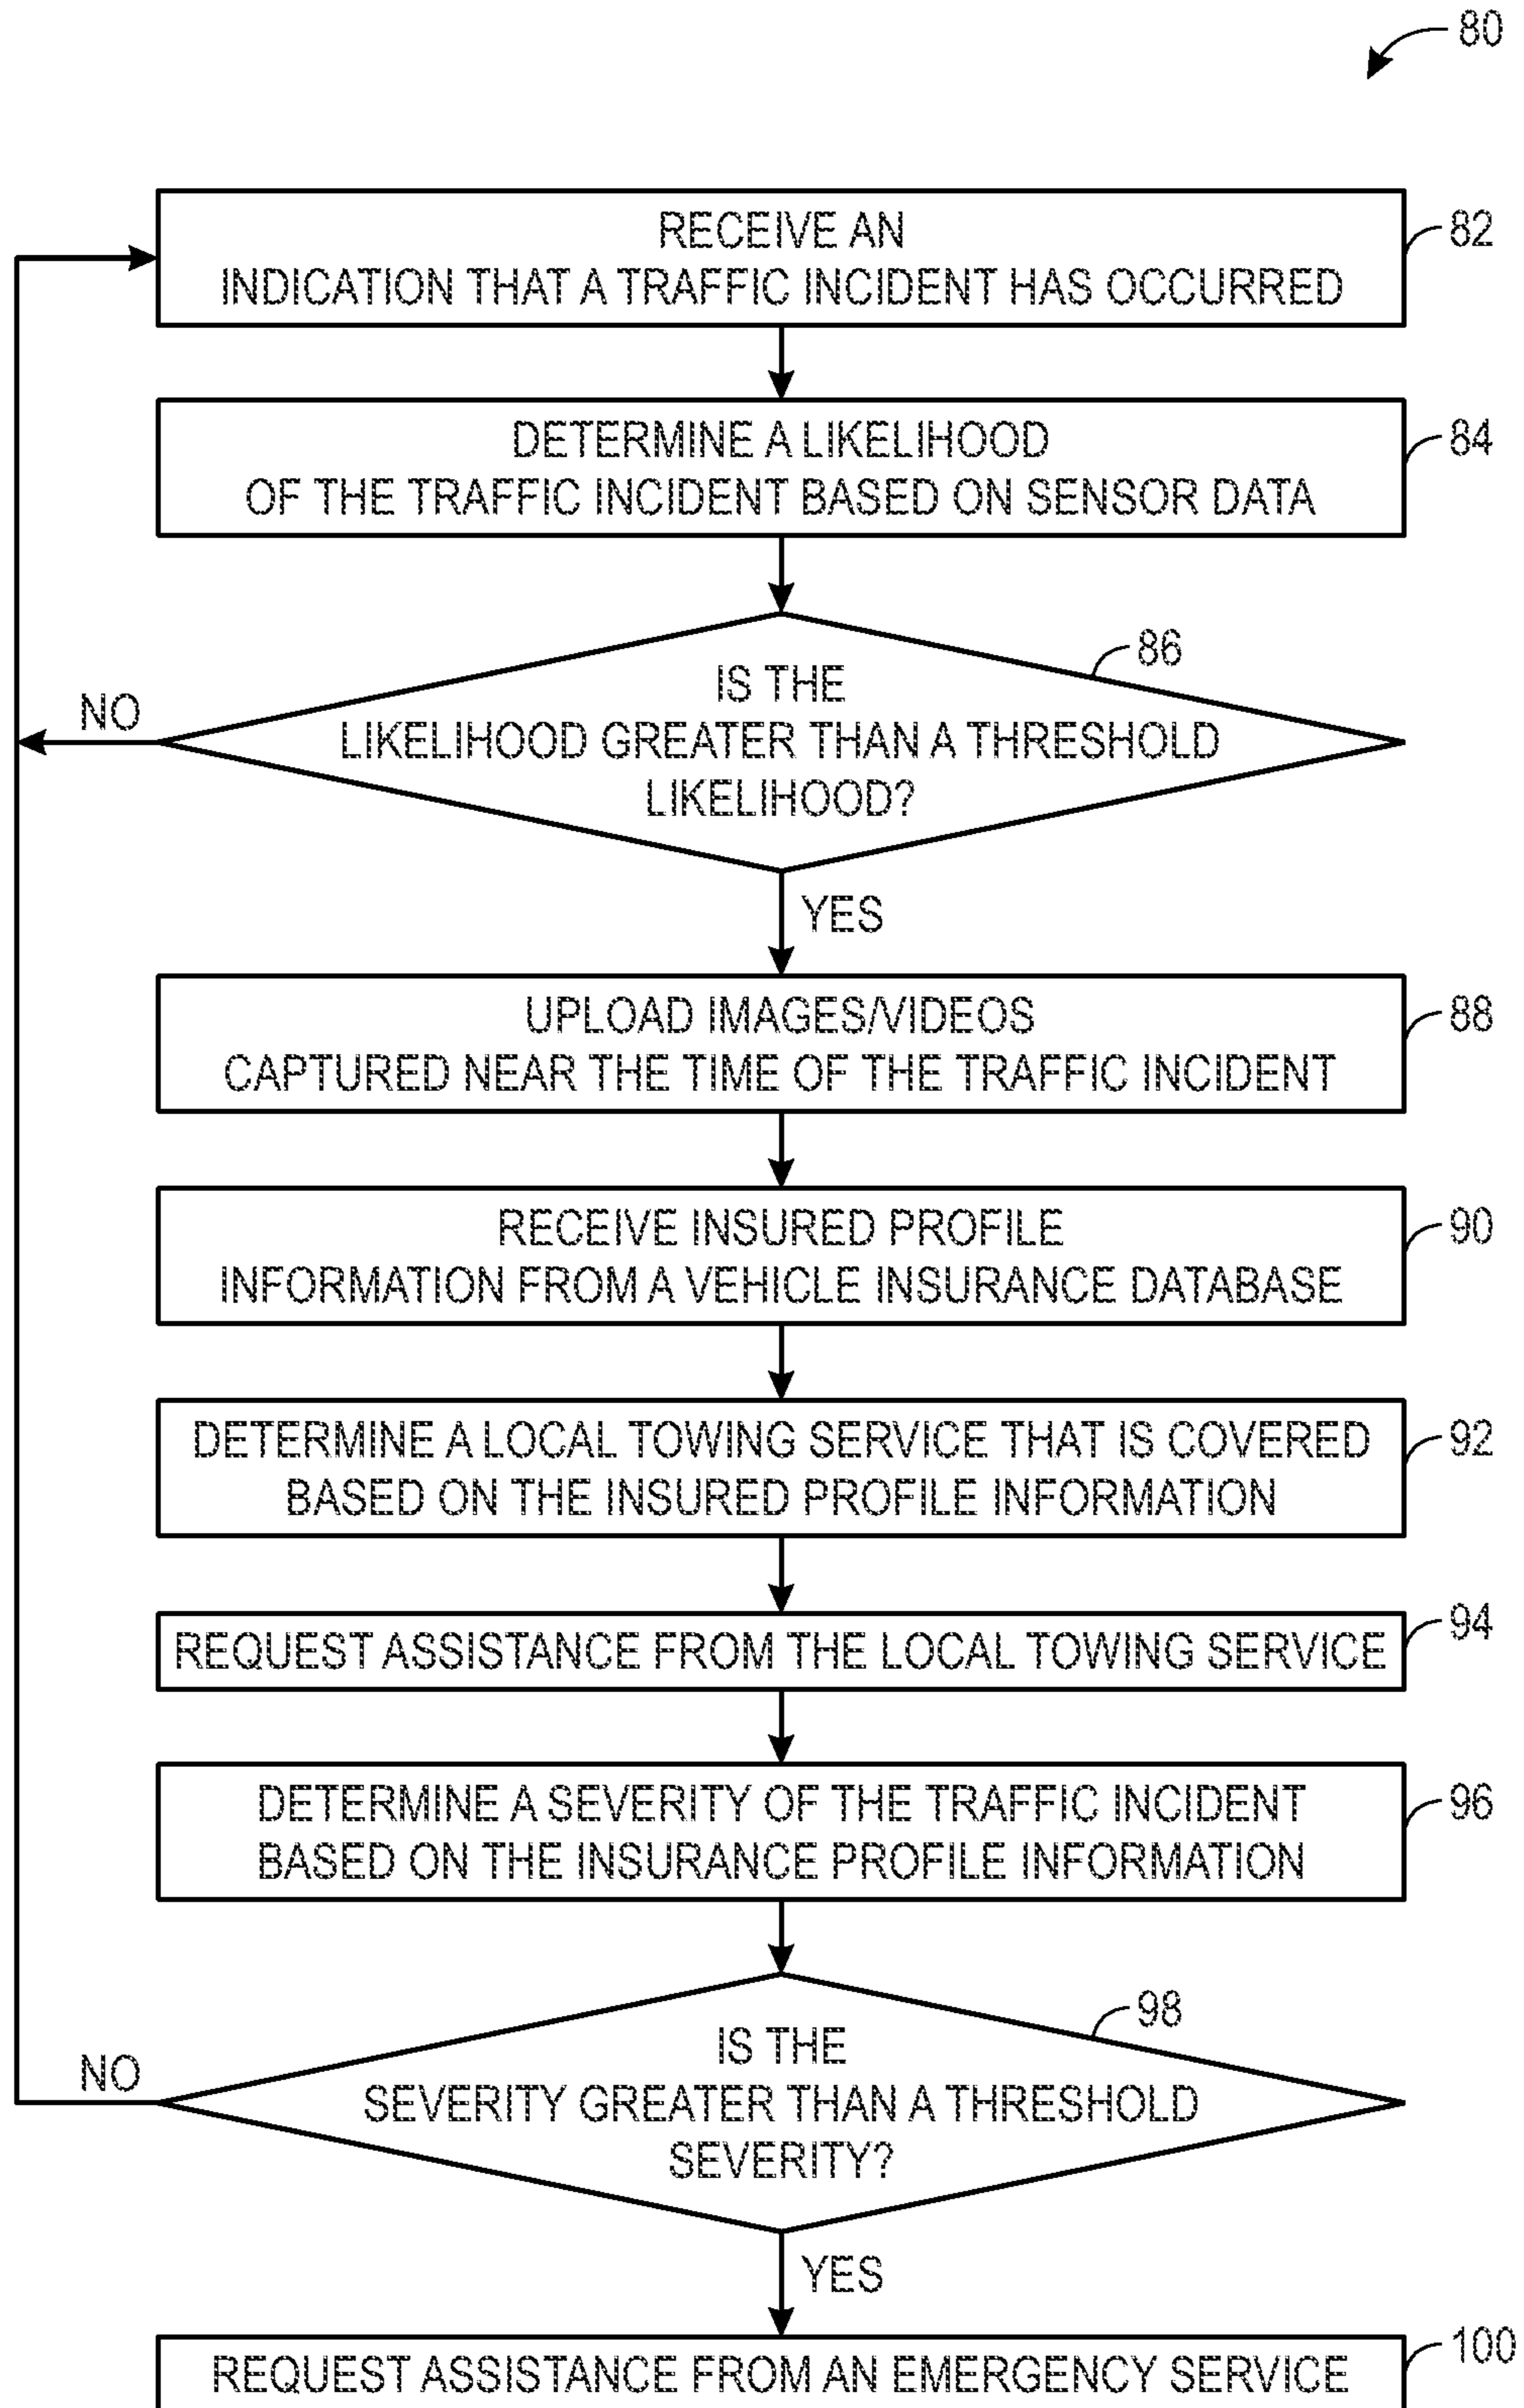 80
RECEIVE AN
INDICATION THAT A TRAFFIC INCIDENT HAS OCCURRED
82
DETERMINE A LIKELIHOOD
OF THE TRAFFIC INCIDENT BASED ON SENSOR DATA
84
86
IS THE
LIKELIHOOD GREATER THAN A THRESHOLD
LIKELIHOOD?
NO
YES
UPLOAD IMAGES/VIDEOS
CAPTURED NEAR THE TIME OF THE TRAFFIC INCIDENT
88
RECEIVE INSURED PROFILE
INFORMATION FROM A VEHICLE INSURANCE DATABASE
90
DETERMINE A LOCAL TOWING SERVICE THAT IS COVERED
BASED ON THE INSURED PROFILE INFORMATION
92
REQUEST ASSISTANCE FROM THE LOCAL TOWING SERVICE
94
DETERMINE A SEVERITY OF THE TRAFFIC INCIDENT
BASED ON THE INSURANCE PROFILE INFORMATION
96
98
IS THE
SEVERITY GREATER THAN A THRESHOLD
SEVERITY?
NO
YES
REQUEST ASSISTANCE FROM AN EMERGENCY SERVICE
100